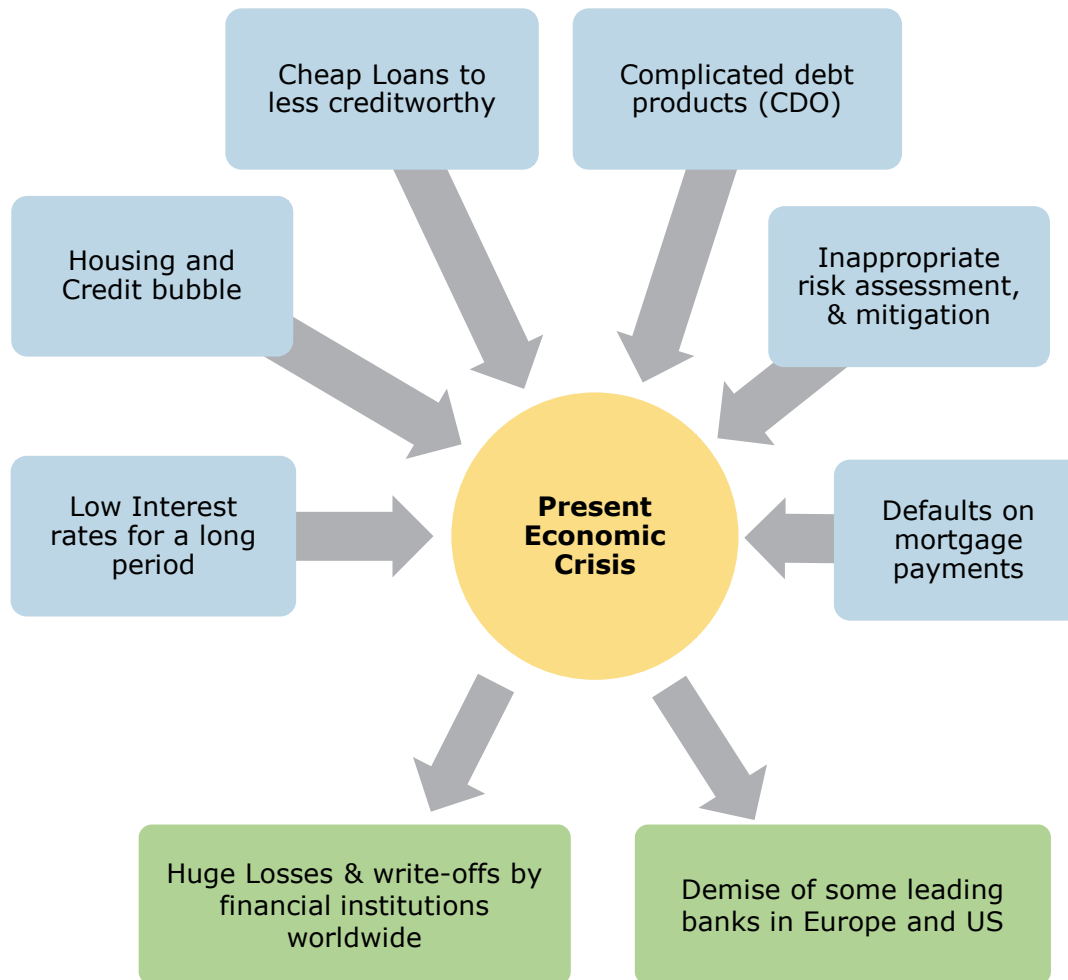 Cheap Loans to
less creditworthy
Complicated debt
products (CDO)
Housing and
Credit bubble
Inappropriate
risk assessment,
& mitigation
Low Interest
rates for a long
period
Present
Economic
Crisis
Defaults on
mortgage
payments
Huge Losses & write-offs by
financial institutions
worldwide
Demise of some leading
banks in Europe and US